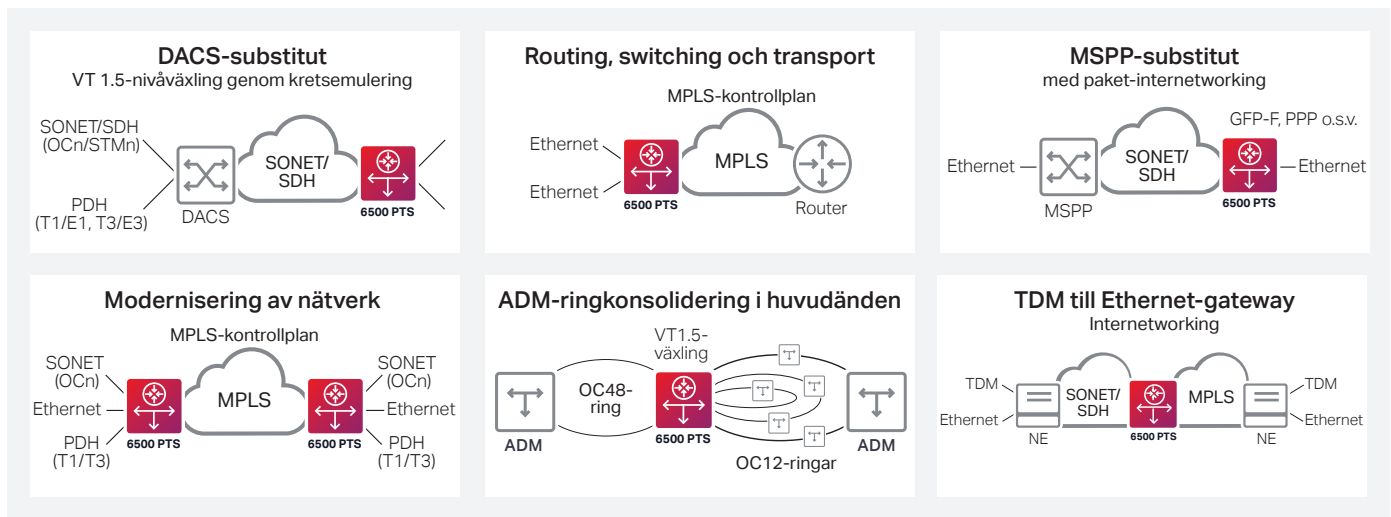 DACS-substitut
VT 1.5-nivåväxling genom kretsemulering
SONET/SDH
(OCn/STMn)
SONET/
SDH
PDH
(T1/E1, T3/E3)
DACS
6500 PTS
Routing, switching och transport
MPLS-kontrollplan
Ethernet
MPLS
Ethernet
6500 PTS
Router
MSPP-substitut
med paket-internetworking
GFP-F, PPP o.s.v.
Ethernet
SONET/
SDH
Ethernet
MSPP
6500 PTS
Modernisering av nätverk
MPLS-kontrollplan
SONET
(OCn)
SONET
(OCn)
Ethernet
MPLS
Ethernet
PDH
(T1/T3)
6500 PTS
6500 PTS
PDH
(T1/T3)
ADM-ringkonsolidering i huvudänden
VT1.5-
växling
OC48-
ring
ADM
6500 PTS
ADM
OC12-ringar
TDM till Ethernet-gateway
Internetworking
TDM
SONET/
SDH
MPLS
TDM
Ethernet
Ethernet
NE
6500 PTS
NE